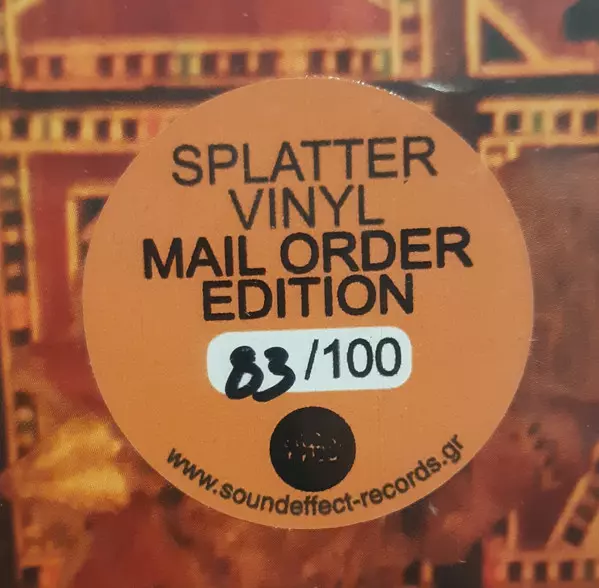 SPLATTER
VINYL
MAIL ORDER
EDITION
83/100
www.soundeffect-records.gr